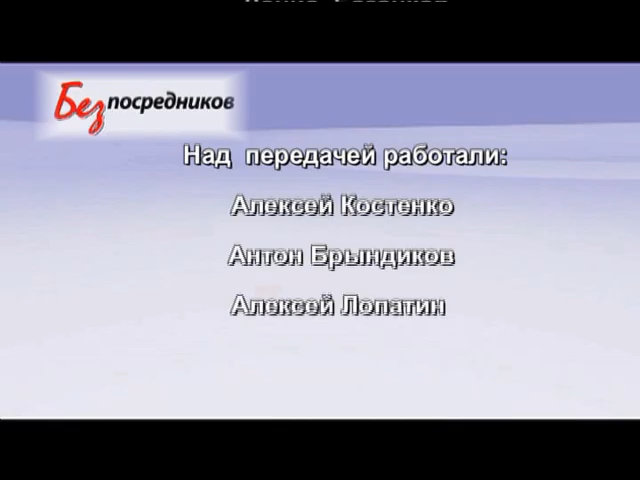 Без посредников
Над передачей работали:
Алексей Костенко
Антон Брындиков
Алексей Лопатин